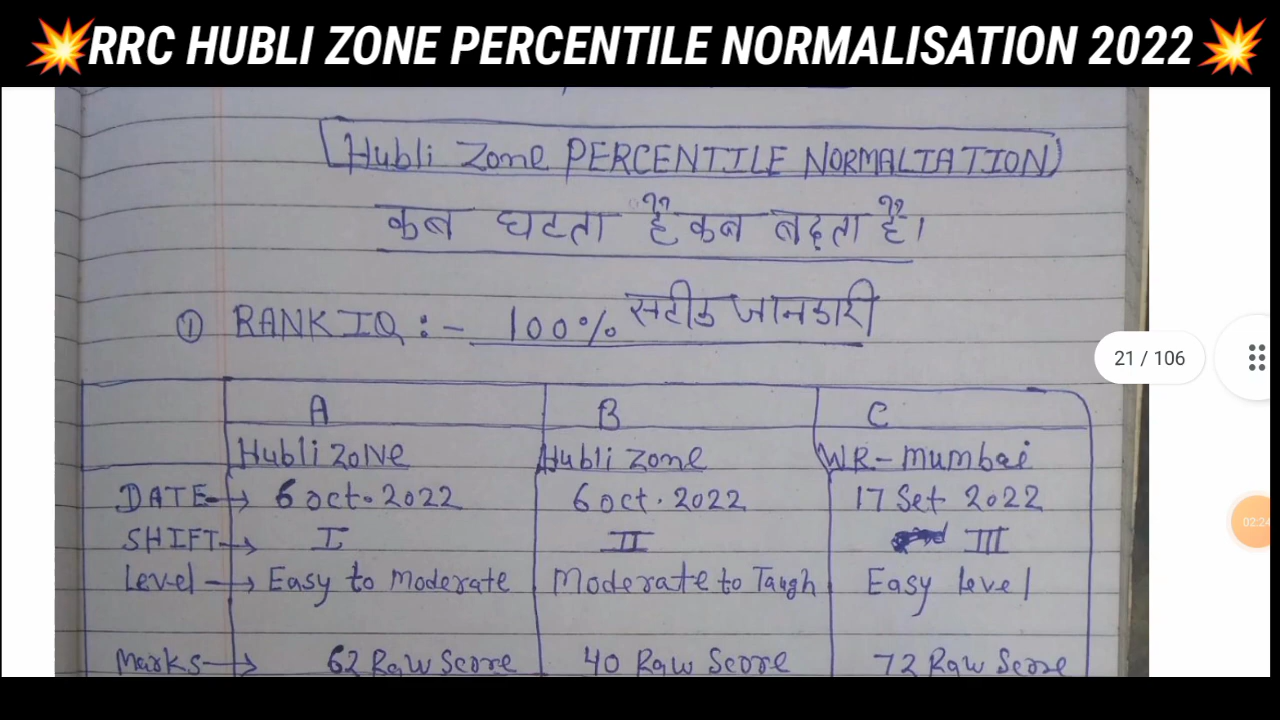 💥RRC HUBLI ZONE PERCENTILE NORMALISATION 2022💥
Hubli Zone PERCENTILE NORMALIATION
कब घटता है कब बढ़ता है।
① RANK IQ :- 100% सटीक जानकारी
21 / 106
A B C
Hubli Zone Hubli Zone WR-mumbai
DATE → 6 oct. 2022 6 oct. 2022 17 Set 2022
SHIFT → I II III
Level → Easy to moderate Moderate to Taugh Easy level
02:24
Marks → 62 Raw Score 40 Raw Score 72 Raw Score